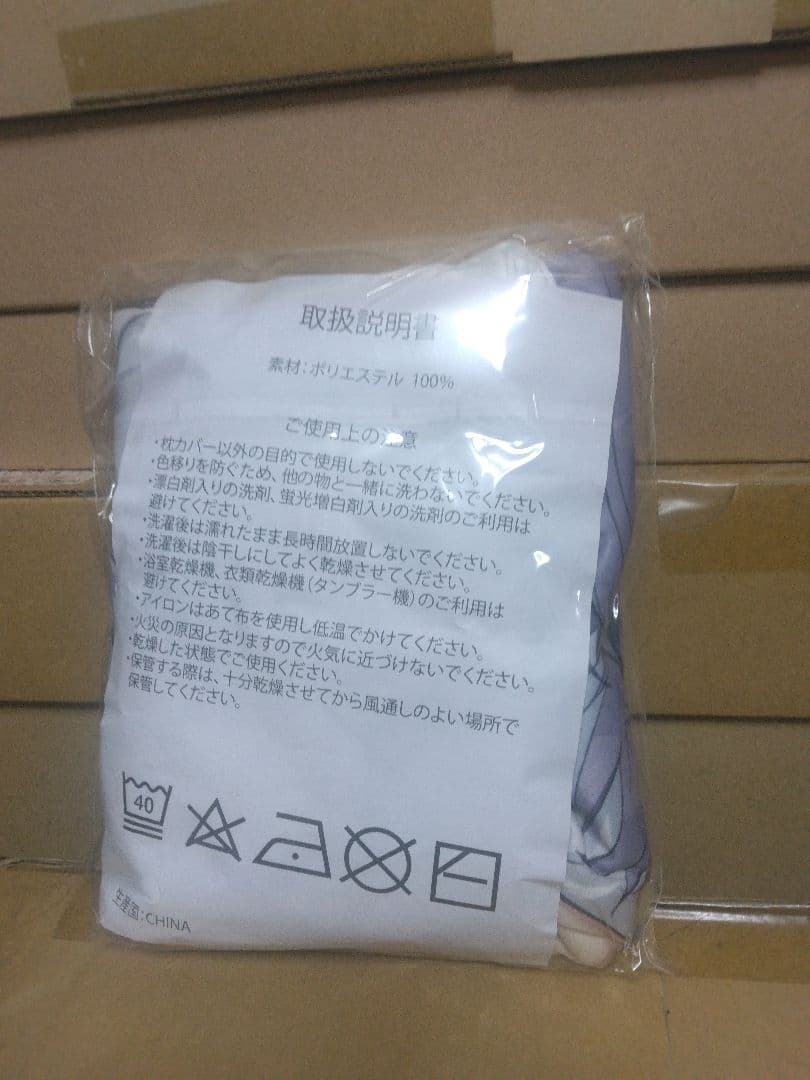 取扱説明書
素材：ポリエステル 100%
ご使用上の注意
・枕カバー以外の目的で使用しないでください。
・色移りを防ぐため、他の物と一緒に洗わないでください。
・漂白剤入りの洗剤、蛍光増白剤入りの洗剤のご利用は
避けてください。
・洗濯後は濡れたまま長時間放置しないでください。
・洗濯後は陰干しにしてよく乾燥させてください。
・浴室乾燥機、衣類乾燥機（タンブラー機）のご利用は
避けてください。
・アイロンはあて布を使用し低温でかけてください。
・火災の原因となりますので火気に近づけないでください。
・乾燥した状態でご使用ください。
・保管する際は、十分乾燥させてから風通しのよい場所で
保管してください。
40
生産国：CHINA